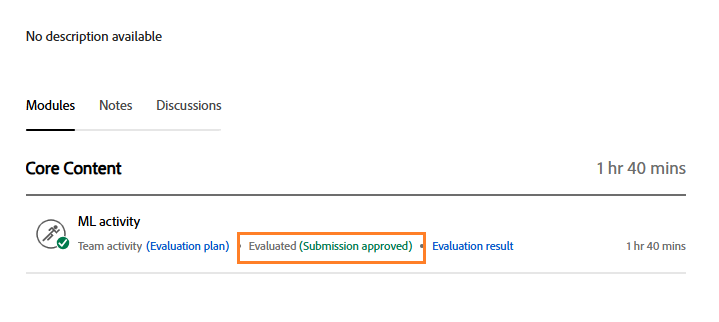 No description available
Modules Notes Discussions
Core Content 1 hr 40 mins
ML activity
Team activity (Evaluation plan) • Evaluated (Submission approved) • Evaluation result 1 hr 40 mins